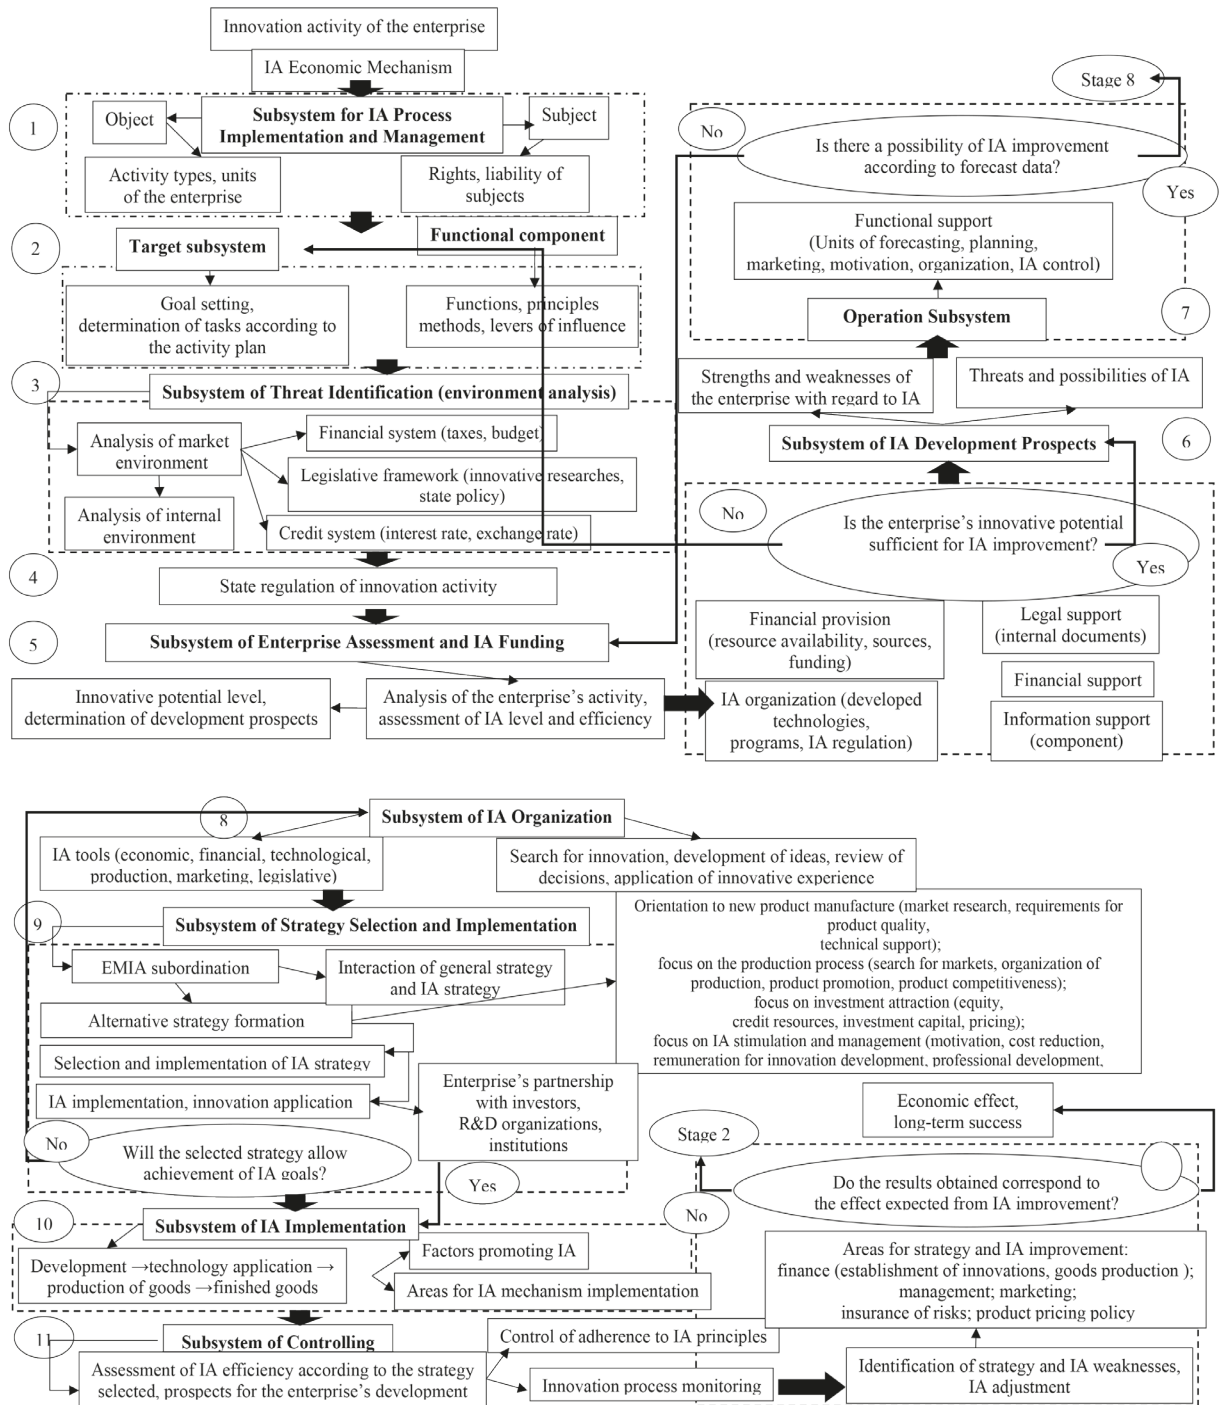 Innovation activity of the enterprise
IA Economic Mechanism
1
Object
Subsystem for IA Process
Implementation and Management
Subject
Activity types, units
of the enterprise
Rights, liability of
subjects
2
Target subsystem
Functional component
Goal setting,
determination of tasks according to
the activity plan
Functions, principles
methods, levers of influence
3
Subsystem of Threat Identification (environment analysis)
Analysis of market
environment
Financial system (taxes, budget)
Legislative framework (innovative researches,
state policy)
Analysis of internal
environment
Credit system (interest rate, exchange rate)
4
State regulation of innovation activity
5
Subsystem of Enterprise Assessment and IA Funding
Innovative potential level,
determination of development prospects
Analysis of the enterprise's activity,
assessment of IA level and efficiency
Stage 8
No
Is there a possibility of IA improvement
according to forecast data?
Yes
Functional support
(Units of forecasting, planning,
marketing, motivation, organization, IA control)
7
Operation Subsystem
Strengths and weaknesses of
the enterprise with regard to IA
Threats and possibilities of IA
Subsystem of IA Development Prospects
6
No
Is the enterprise's innovative potential
sufficient for IA improvement?
Yes
Financial provision
(resource availability, sources,
funding)
Legal support
(internal documents)
Financial support
IA organization (developed
technologies,
programs, IA regulation)
Information support
(component)
8
Subsystem of IA Organization
IA tools (economic, financial, technological,
production, marketing, legislative)
Search for innovation, development of ideas, review of
decisions, application of innovative experience
9
Subsystem of Strategy Selection and Implementation
EMIA subordination
Interaction of general strategy
and IA strategy
Alternative strategy formation
Orientation to new product manufacture (market research, requirements for
product quality,
technical support);
focus on the production process (search for markets, organization of
production, product promotion, product competitiveness);
focus on investment attraction (equity,
credit resources, investment capital, pricing);
focus on IA stimulation and management (motivation, cost reduction,
remuneration for innovation development, professional development,
Selection and implementation of IA strategy
IA implementation, innovation application
Enterprise's partnership
with investors,
R&D organizations,
institutions
No
Will the selected strategy allow
achievement of IA goals?
Yes
10
Subsystem of IA Implementation
Development →technology application →
production of goods →finished goods
Factors promoting IA
Areas for IA mechanism implementation
11
Subsystem of Controlling
Assessment of IA efficiency according to the strategy
selected, prospects for the enterprise's development
Control of adherence to IA principles
Innovation process monitoring
Economic effect,
long-term success
Stage 2
Do the results obtained correspond to
the effect expected from IA improvement?
No
Areas for strategy and IA improvement:
finance (establishment of innovations, goods production );
management; marketing;
insurance of risks; product pricing policy
Identification of strategy and IA weaknesses,
IA adjustment